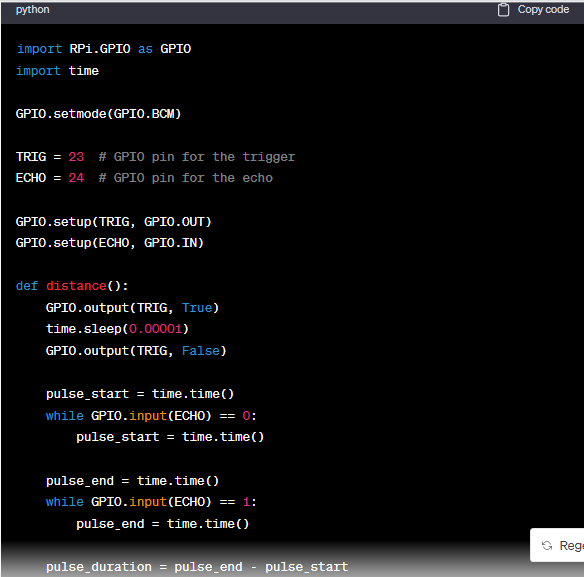 python
Copy code
import RPi.GPIO as GPIO
import time
GPIO.setmode(GPIO.BCM)
TRIG = 23  # GPIO pin for the trigger
ECHO = 24  # GPIO pin for the echo
GPIO.setup(TRIG, GPIO.OUT)
GPIO.setup(ECHO, GPIO.IN)
def distance():
    GPIO.output(TRIG, True)
    time.sleep(0.00001)
    GPIO.output(TRIG, False)
    pulse_start = time.time()
    while GPIO.input(ECHO) == 0:
        pulse_start = time.time()
    pulse_end = time.time()
    while GPIO.input(ECHO) == 1:
        pulse_end = time.time()
Rege
    pulse_duration = pulse_end - pulse_start